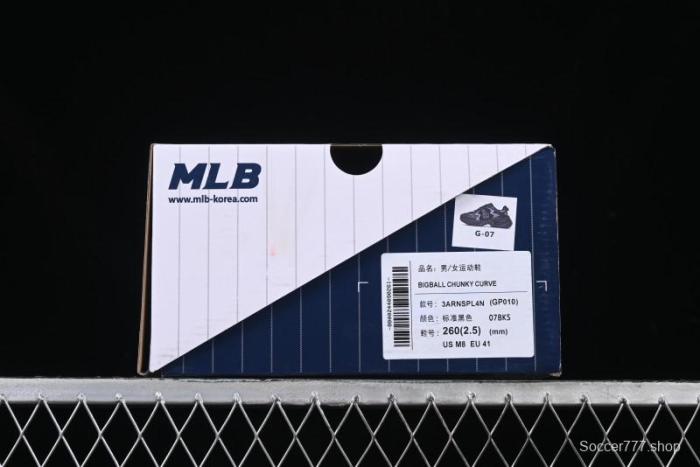 MLB
www.mlb-korea.com
G-07
品名: 男/女运动鞋
BIGBALL CHUNKY CURVE
款号: 3ARNSPL4N (GP010)
颜色: 标准黑色 07BKS
鞋号: 260(2.5) (mm)
US M8 EU 41
Soccer777.shop